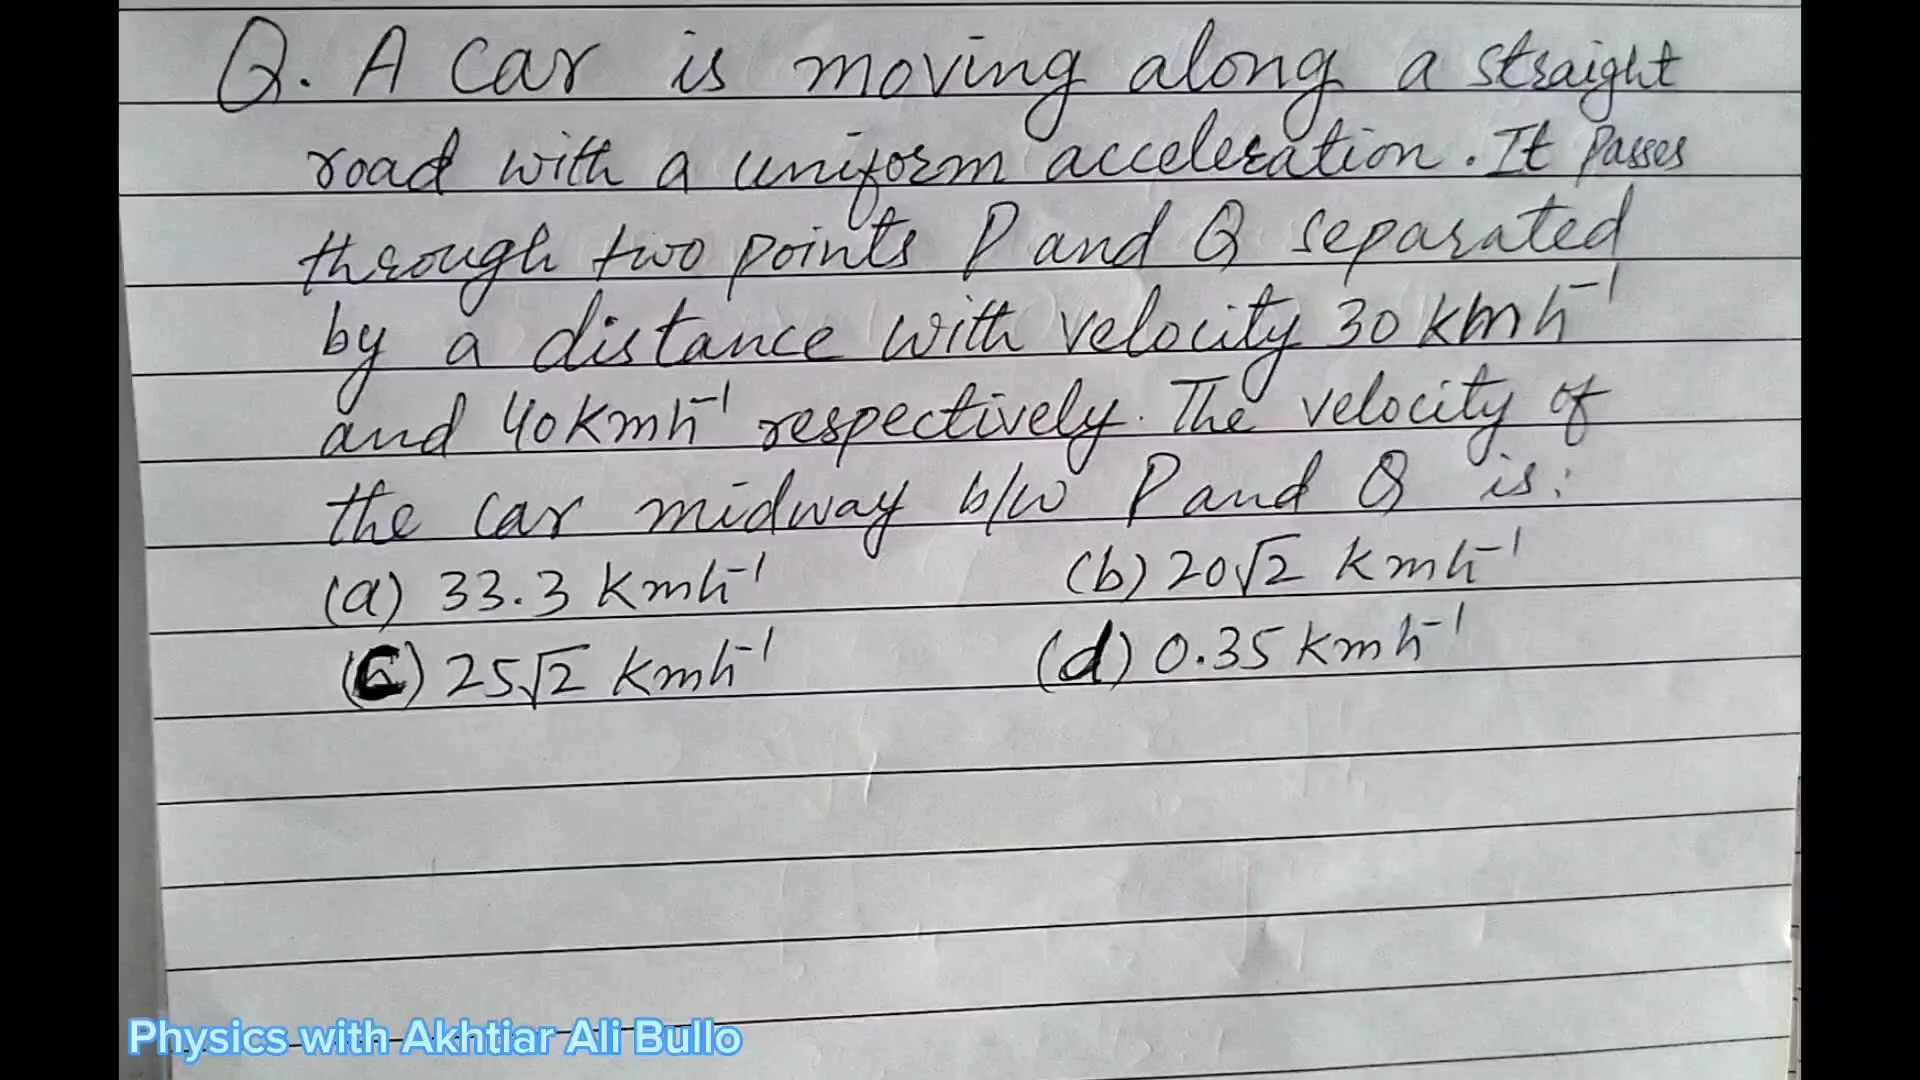 Q. A car is moving along a straight
road with a uniform acceleration. It passes
through two points P and Q separated
by a distance with velocity 30 kmh⁻¹
and 40 kmh⁻¹ respectively. The velocity of
the car midway b/w P and Q is:
(a) 33.3 kmh⁻¹ (b) 20√2 kmh⁻¹
(c) 25√2 kmh⁻¹ (d) 0.35 kmh⁻¹
Physics with Akhtiar Ali Bullo